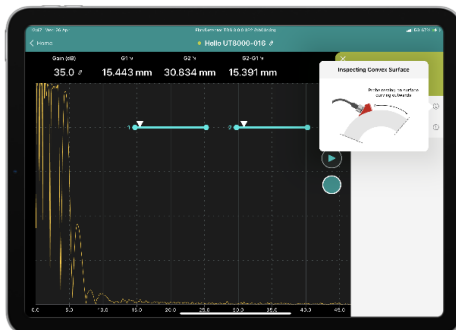 Home
Hello UT8000-016
Gain (dB)
G1
G2
G2-G1
35.0
15.443 mm
30.834 mm
15.391 mm
Inspecting Convex Surface
0.0 5.0 10.0 15.0 20.0 25.0 30.0 35.0 40.0 45.0